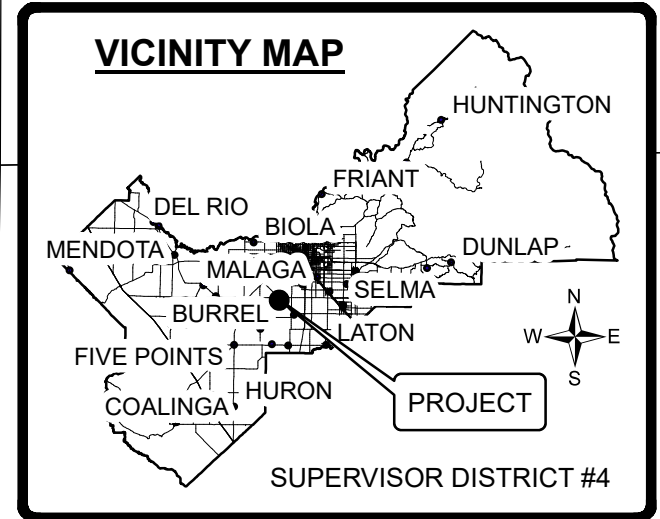 VICINITY MAP
HUNTINGTON
FRIANT
DEL RIO
BIOLA
MENDOTA
DUNLAP
MALAGA
SELMA
BURREL
N
W E
S
LATON
FIVE POINTS
HURON
COALINGA
PROJECT
SUPERVISOR DISTRICT #4